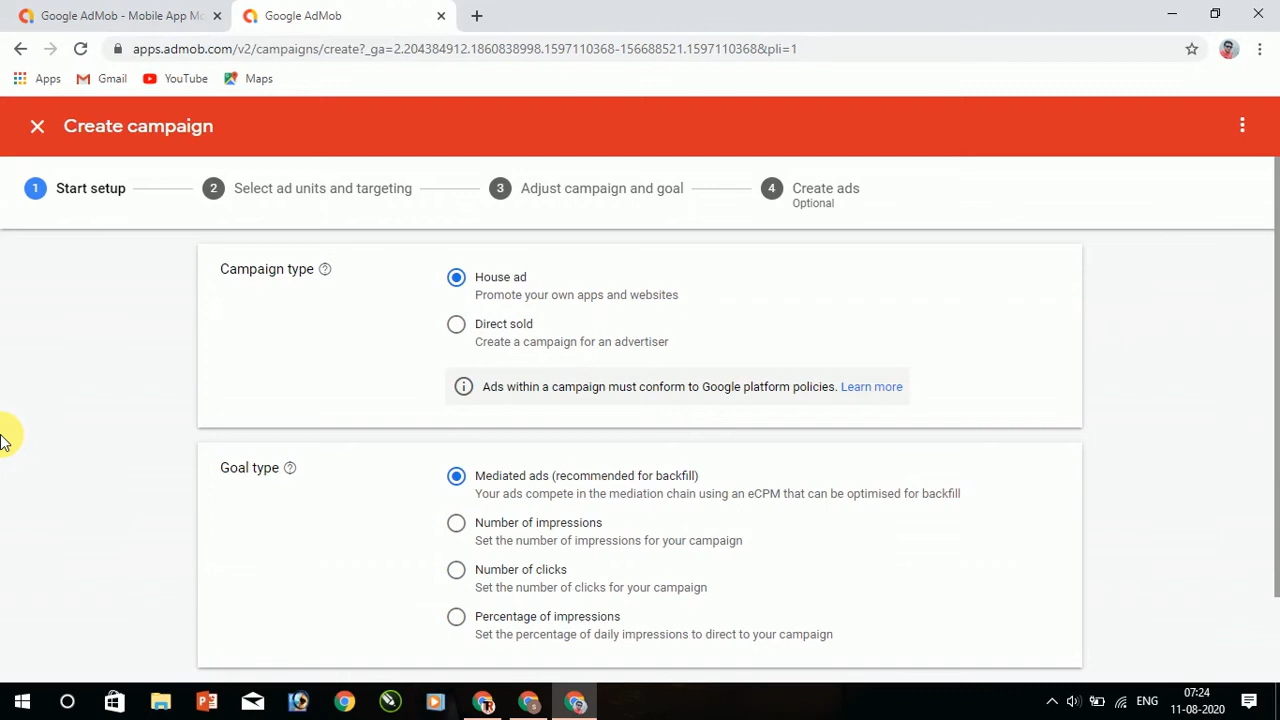 Google AdMob - Mobile App Mo
Google AdMob
apps.admob.com/v2/campaigns/create?_ga=2.204384912.1860838998.1597110368-156688521.1597110368&pli=1
Apps Gmail YouTube Maps
Create campaign
1 Start setup 2 Select ad units and targeting 3 Adjust campaign and goal 4 Create ads
Optional
Campaign type
House ad
Promote your own apps and websites
Direct sold
Create a campaign for an advertiser
Ads within a campaign must conform to Google platform policies. Learn more
Goal type
Mediated ads (recommended for backfill)
Your ads compete in the mediation chain using an eCPM that can be optimised for backfill
Number of impressions
Set the number of impressions for your campaign
Number of clicks
Set the number of clicks for your campaign
Percentage of impressions
Set the percentage of daily impressions to direct to your campaign
ENG
07:24
11-08-2020